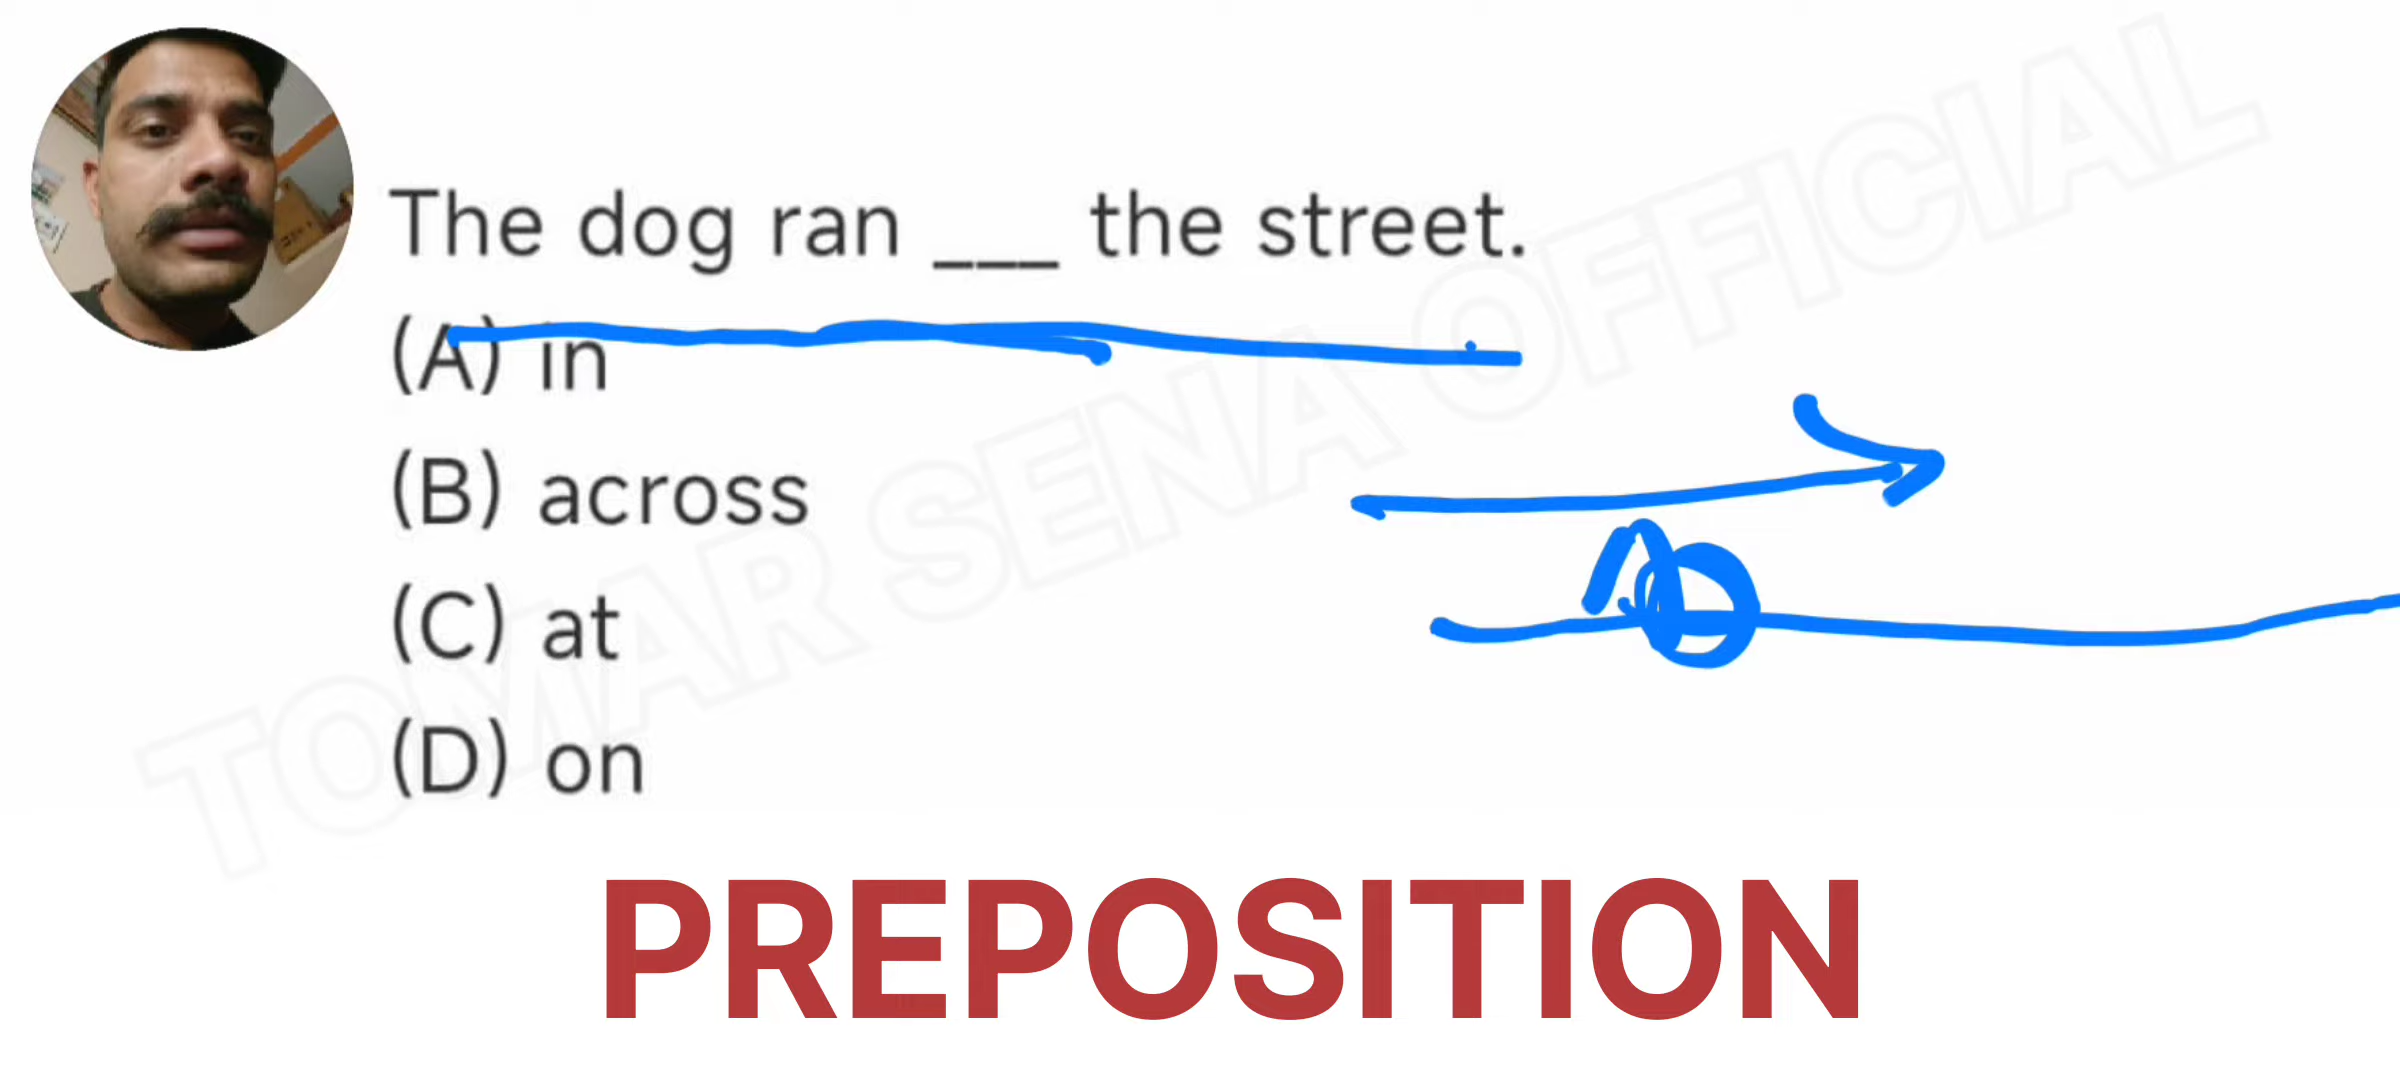 The dog ran ___ the street.
(A) in
(B) across
(C) at
(D) on
TOMAR SENA OFFICIAL
PREPOSITION